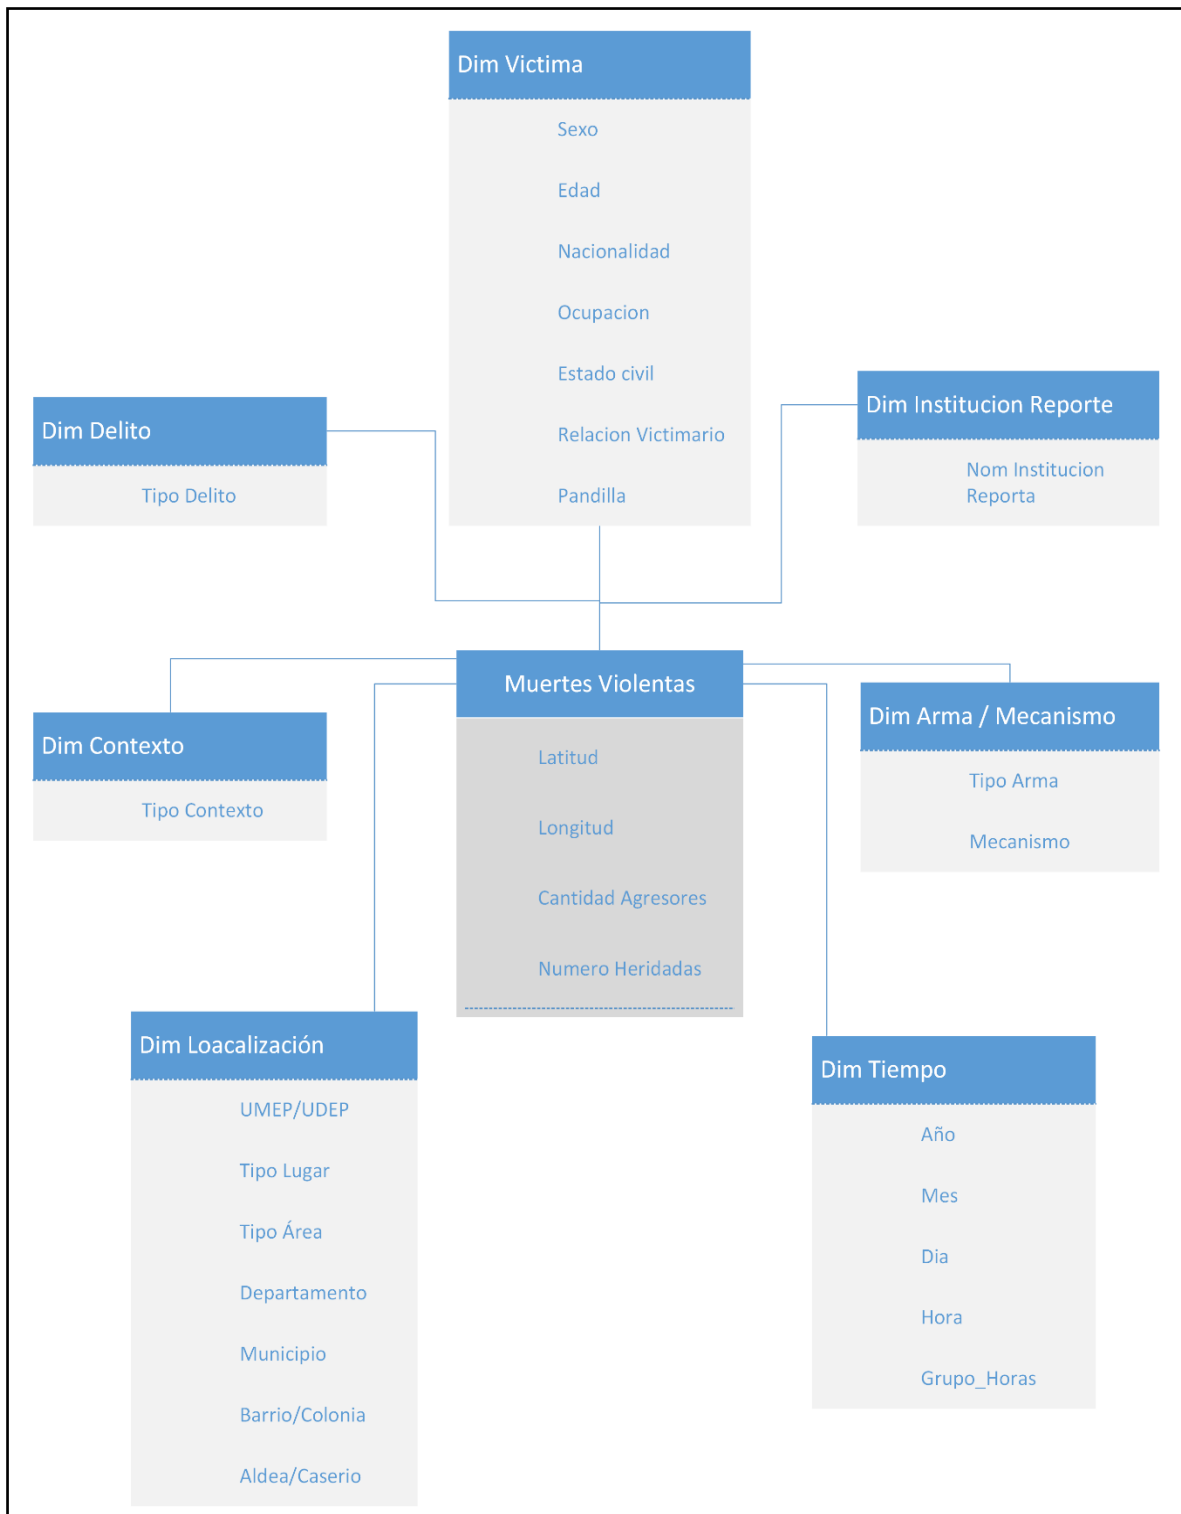 Dim Victima
Sexo
Edad
Nacionalidad
Ocupacion
Estado civil
Relacion Victimario
Pandilla
Dim Delito
Tipo Delito
Dim Institucion Reporte
Nom Institucion
Reporta
Muertes Violentas
Latitud
Longitud
Cantidad Agresores
Numero Heridadas
Dim Contexto
Tipo Contexto
Dim Arma / Mecanismo
Tipo Arma
Mecanismo
Dim Loacalización
UMEP/UDEP
Tipo Lugar
Tipo Área
Departamento
Municipio
Barrio/Colonia
Aldea/Caserio
Dim Tiempo
Año
Mes
Dia
Hora
Grupo_Horas